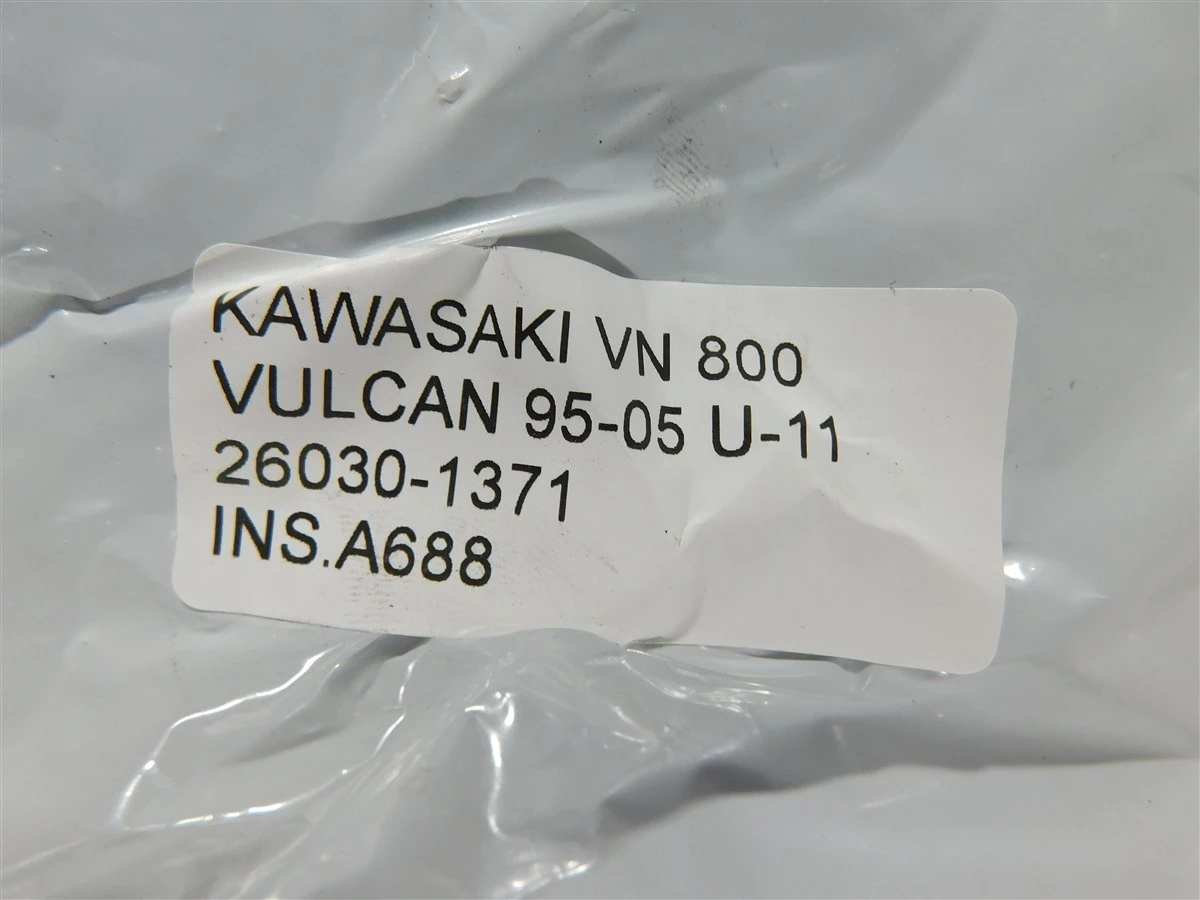 KAWASAKI VN 800
VULCAN 95-05 U-11
26030-1371
INS.A688